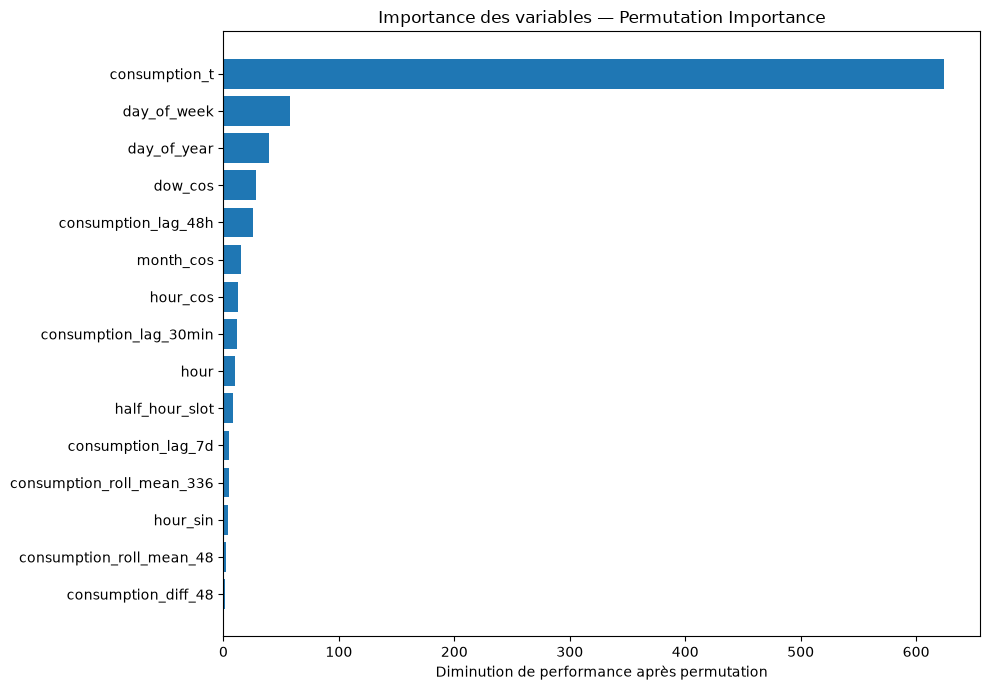 Importance des variables — Permutation Importance
consumption_t
day_of_week
day_of_year
dow_cos
consumption_lag_48h
month_cos
hour_cos
consumption_lag_30min
hour
half_hour_slot
consumption_lag_7d
consumption_roll_mean_336
hour_sin
consumption_roll_mean_48
consumption_diff_48
0 100 200 300 400 500 600
Diminution de performance après permutation